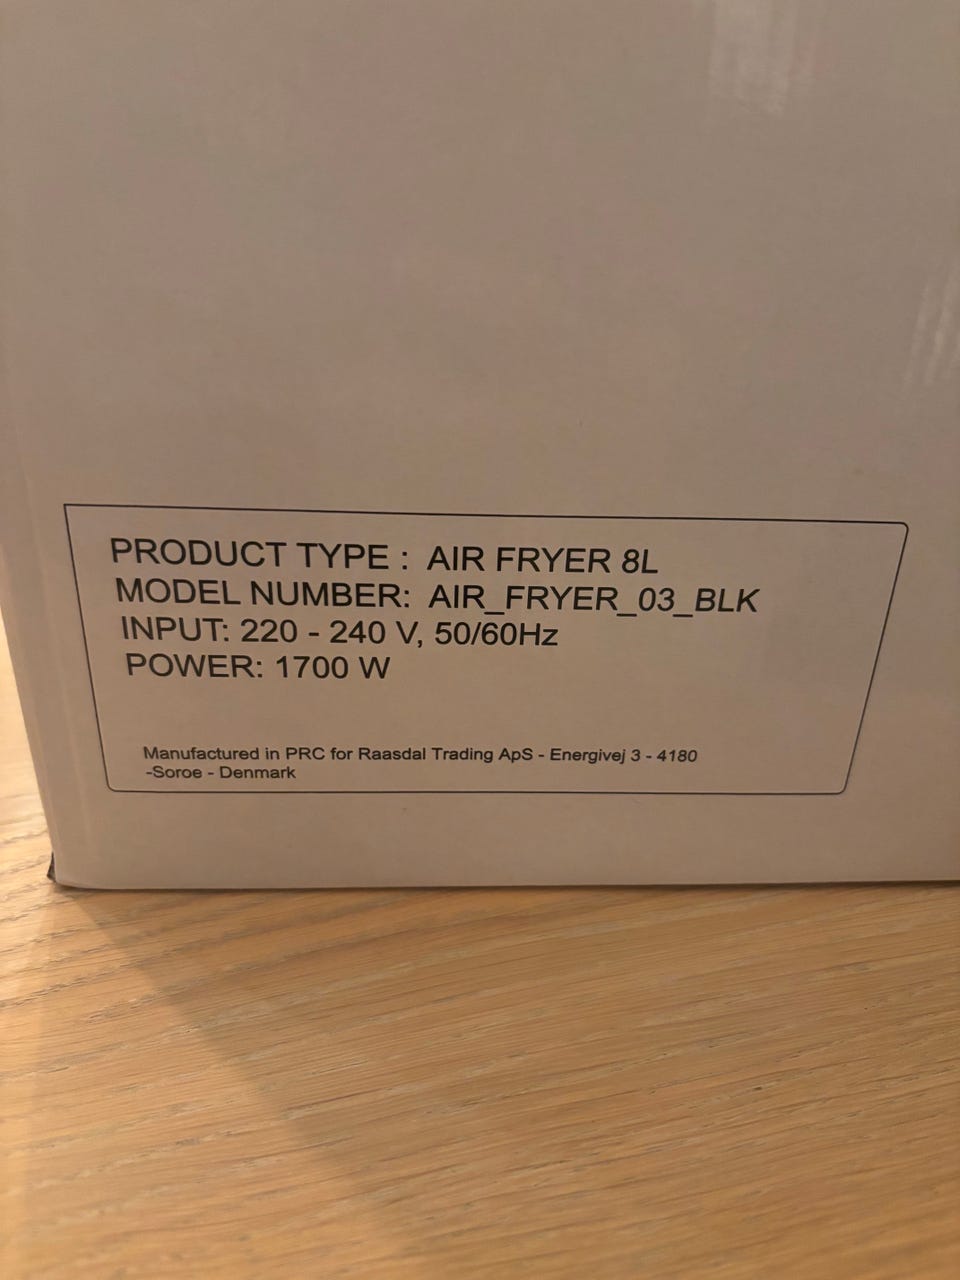 PRODUCT TYPE : AIR FRYER 8L
MODEL NUMBER: AIR_FRYER_03_BLK
INPUT: 220 - 240 V, 50/60Hz
POWER: 1700 W
Manufactured in PRC for Raasdal Trading ApS - Energivej 3 - 4180
-Soroe - Denmark